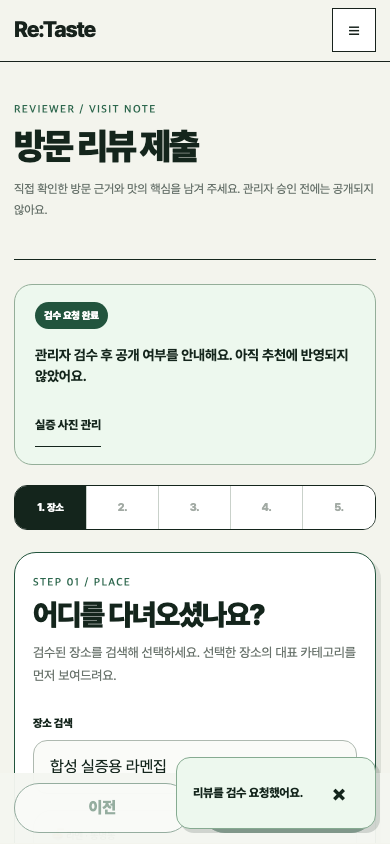 Re:Taste
REVIEWER / VISIT NOTE
방문 리뷰 제출
직접 확인한 방문 근거와 맛의 핵심을 남겨 주세요. 관리자 승인 전에는 공개되지
않아요.
검수 요청 완료
관리자 검수 후 공개 여부를 안내해요. 아직 추천에 반영되지
않았어요.
실증 사진 관리
1. 장소
2.
3.
4.
5.
STEP 01 / PLACE
어디를 다녀오셨나요?
검수된 장소를 검색해 선택하세요. 선택한 장소의 대표 카테고리를
먼저 보여드려요.
장소 검색
합성 실증용 라멘집
이전
리뷰를 검수 요청했어요.